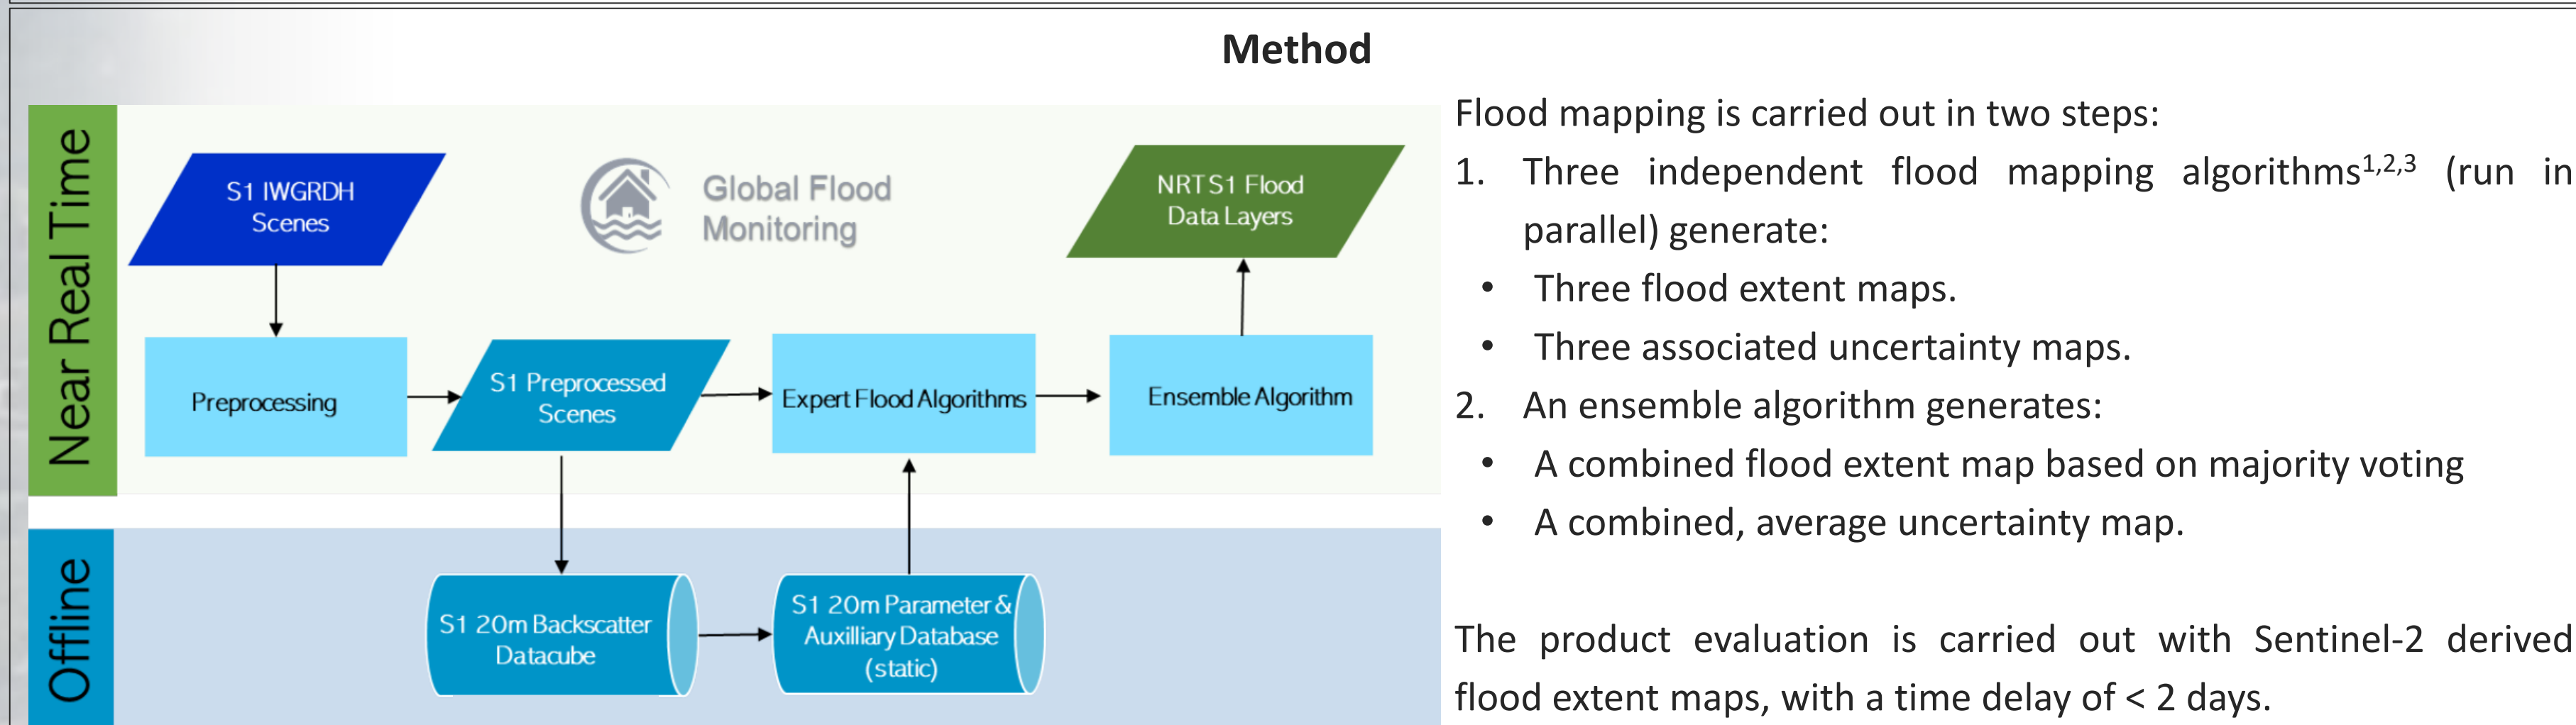 Method
Near Real Time
S1 IWGRDH
Scenes
Global Flood
Monitoring
NRT S1 Flood
Data Layers
Preprocessing
S1 Preprocessed
Scenes
Expert Flood Algorithms
Ensemble Algorithm
Offline
S1 20m Backscatter
Datacube
S1 20m Parameter &
Auxilliary Database
(static)
Flood mapping is carried out in two steps:
1. Three independent flood mapping algorithms1,2,3 (run in
parallel) generate:
• Three flood extent maps.
• Three associated uncertainty maps.
2. An ensemble algorithm generates:
• A combined flood extent map based on majority voting
• A combined, average uncertainty map.
The product evaluation is carried out with Sentinel-2 derived
flood extent maps, with a time delay of < 2 days.